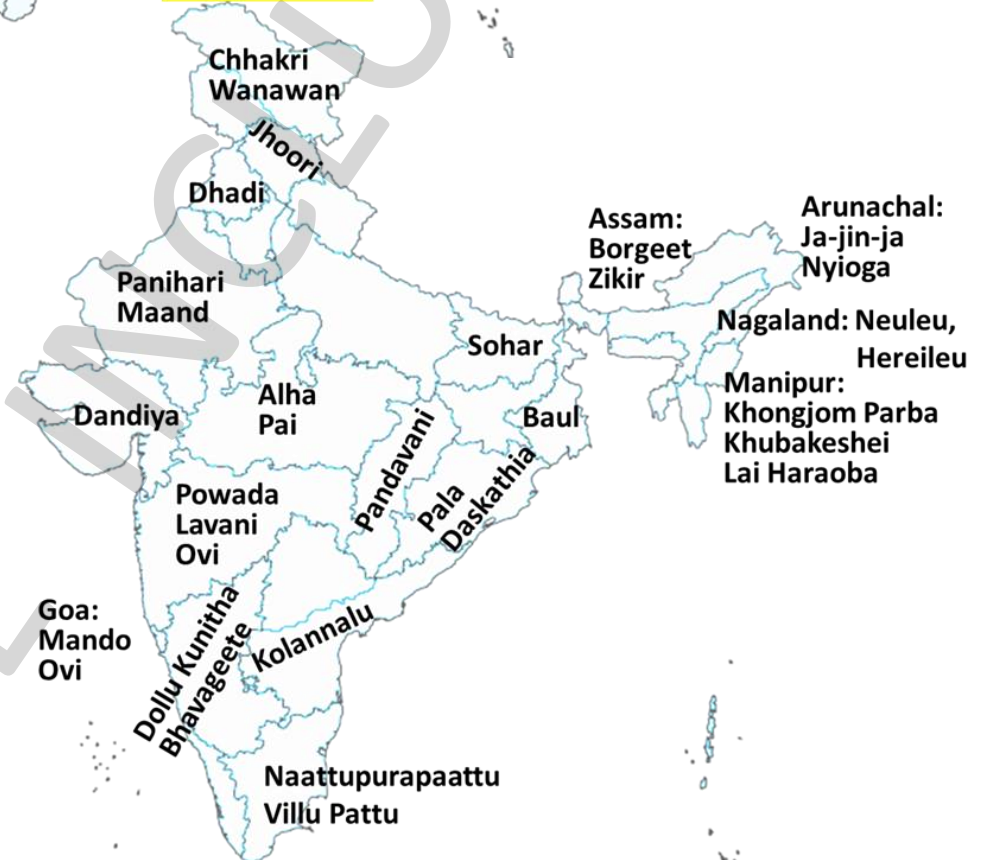 Chhakri
Wanawan
Jhoori
Dhadi
Panihari
Maand
Assam:
Borgeet
Zikir
Arunachal:
Ja-jin-ja
Nyioga
Nagaland: Neuleu,
Hereileu
Sohar
Manipur:
Khongjom Parba
Khubakeshei
Lai Haraoba
Dandiya
Alha
Pai
Baul
Pandavani
Pala
Daskathia
Powada
Lavani
Ovi
Goa:
Mando
Ovi
Dollu Kunitha
Bhavageete
Kolannalu
Naattupurapaattu
Villu Pattu